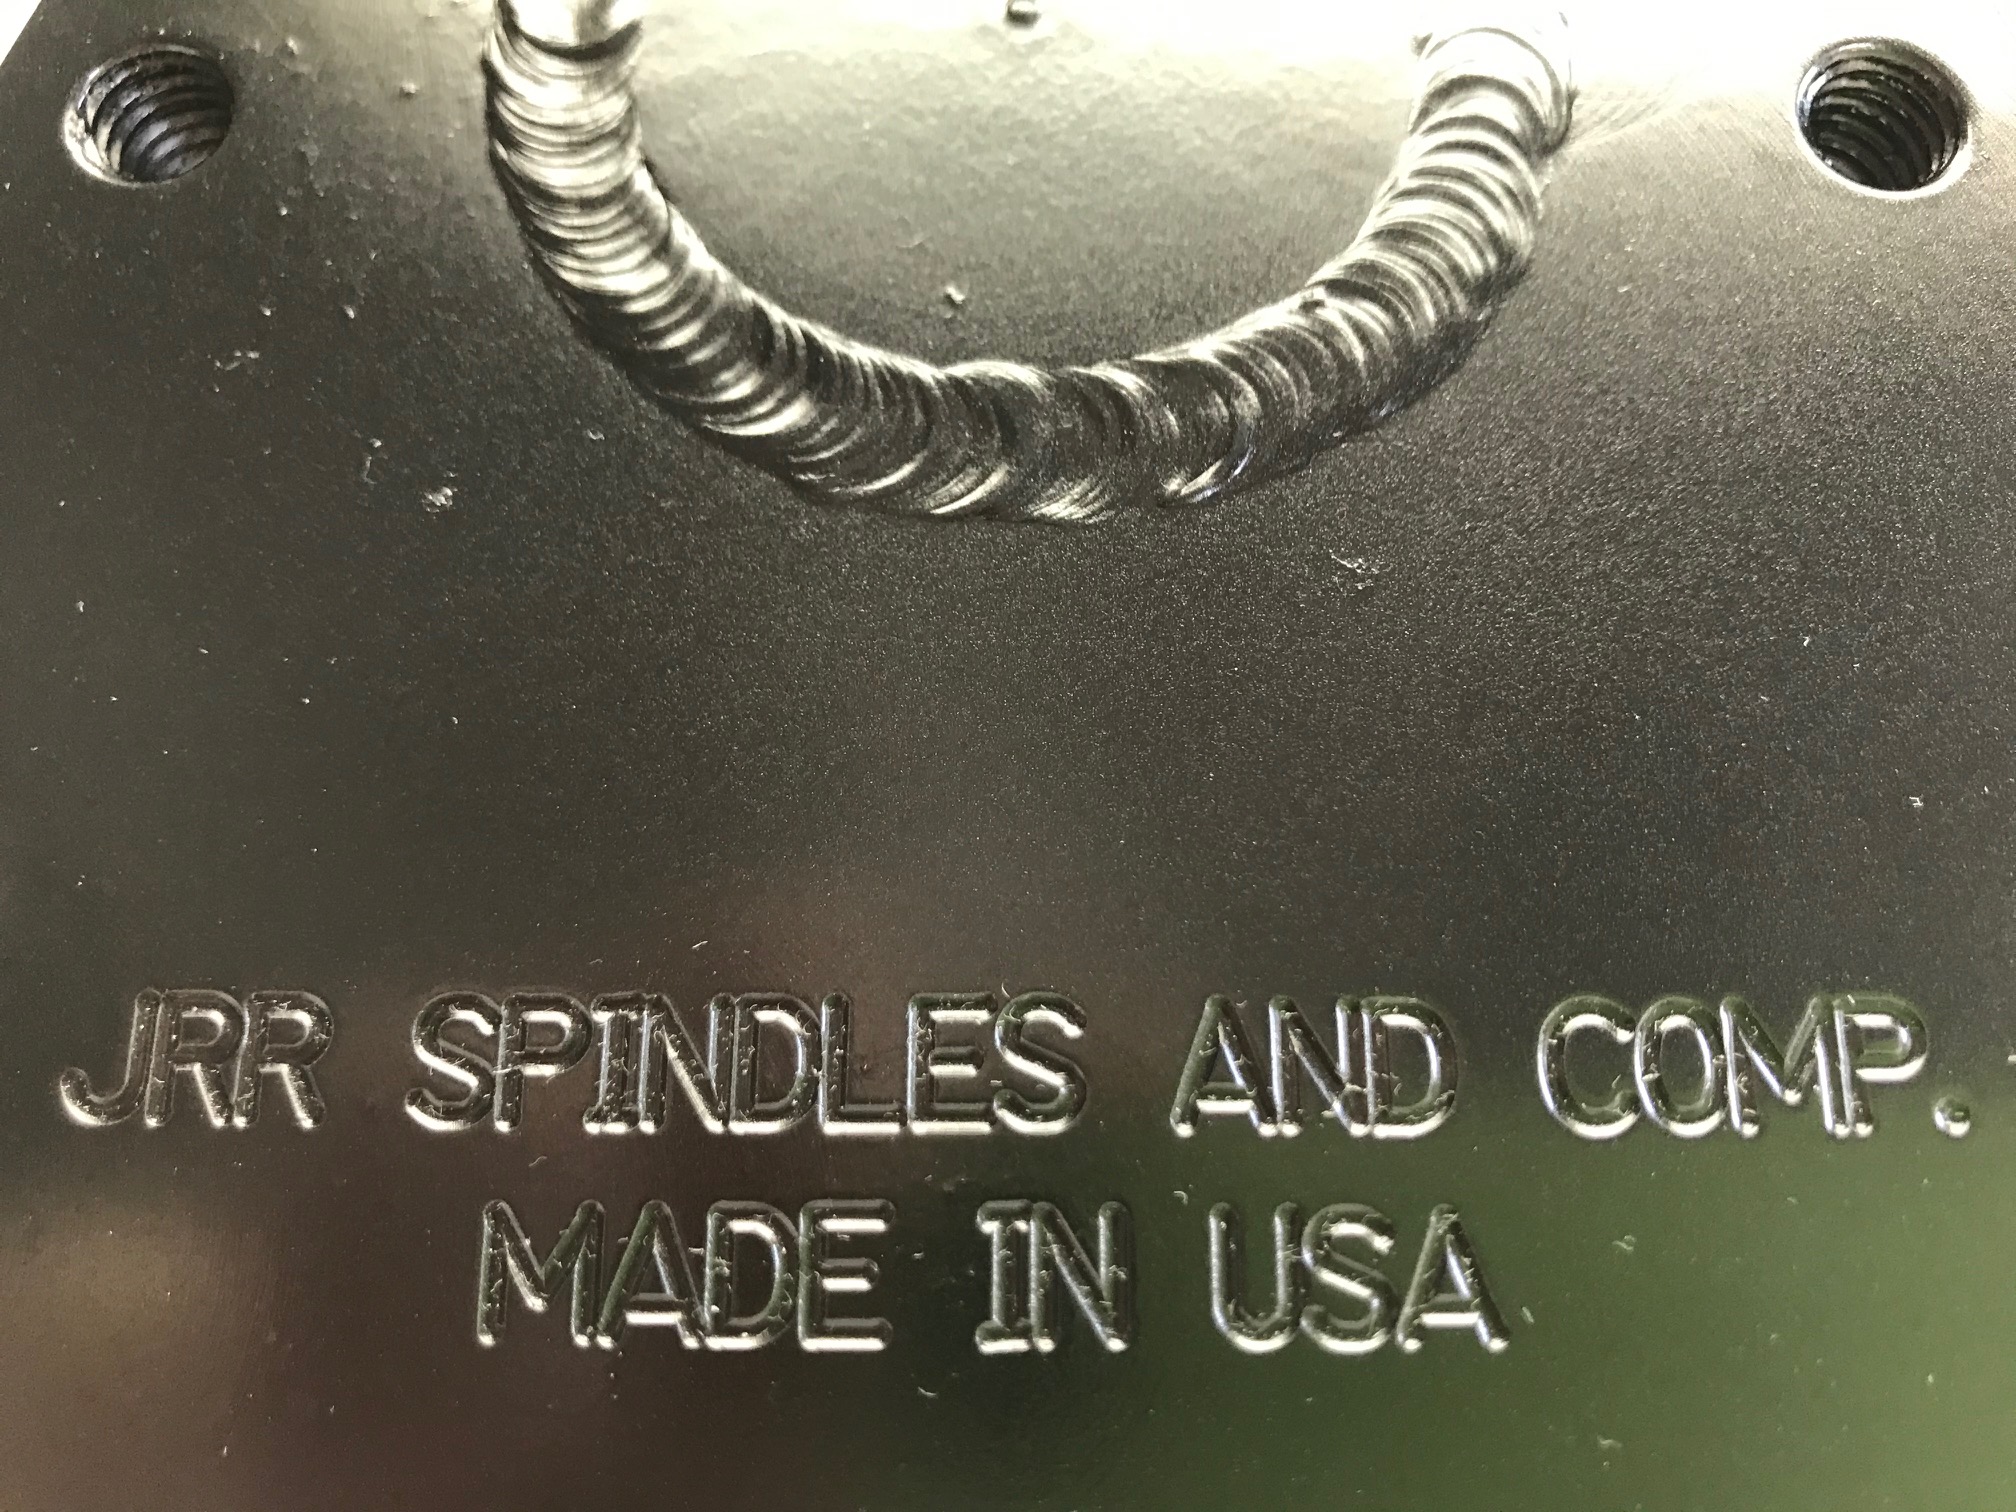 JRR SPINDLES AND COMP.
MADE IN USA